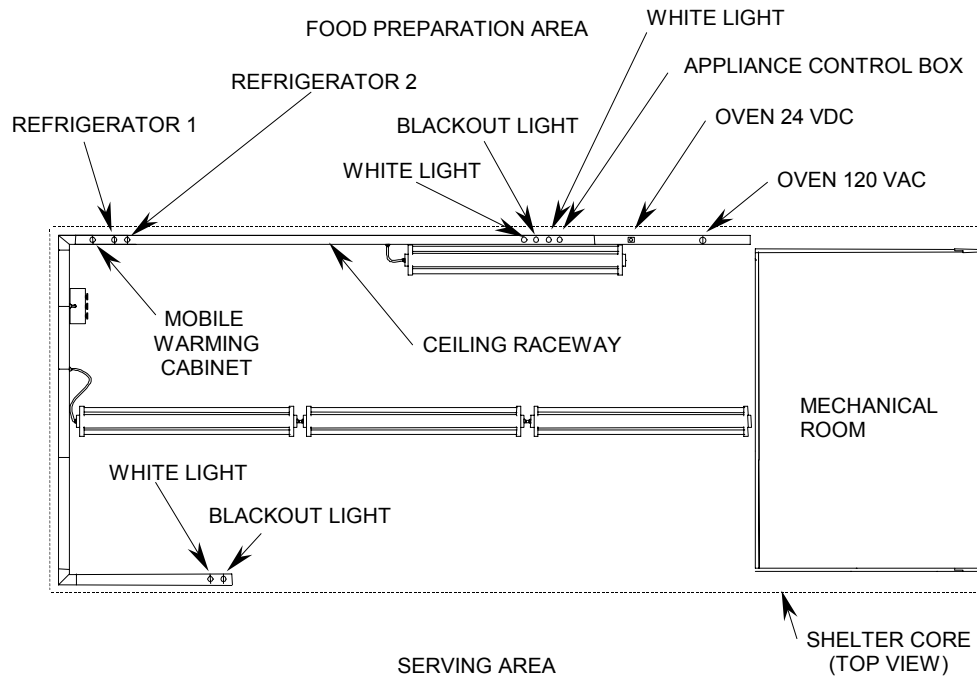 WHITE LIGHT
FOOD PREPARATION AREA
APPLIANCE CONTROL BOX
REFRIGERATOR 2
OVEN 24 VDC
REFRIGERATOR 1
BLACKOUT LIGHT
WHITE LIGHT
OVEN 120 VAC
MOBILE
WARMING
CABINET
CEILING RACEWAY
MECHANICAL
ROOM
WHITE LIGHT
BLACKOUT LIGHT
SHELTER CORE
(TOP VIEW)
SERVING AREA